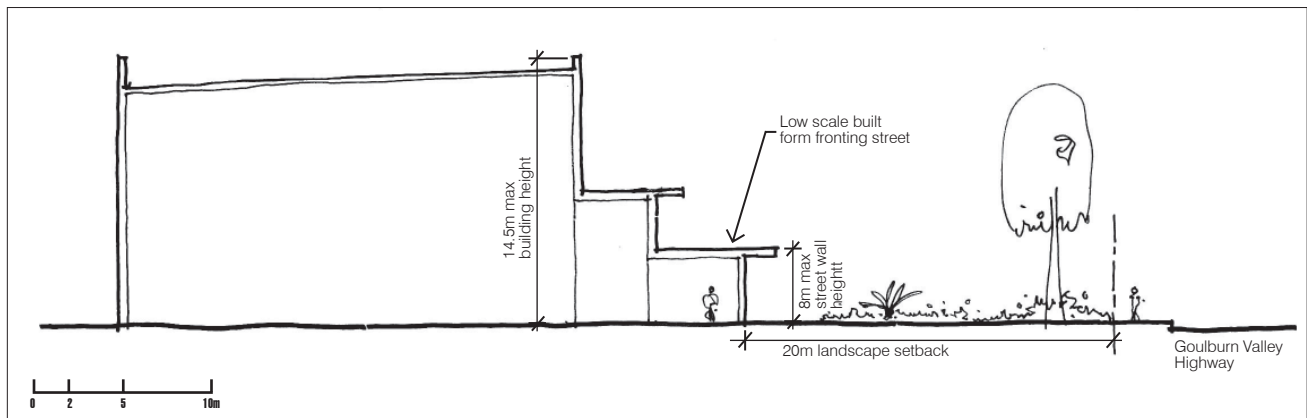 Low scale built
form fronting street
14.5m max
building height
8m max
street wall
heightt
20m landscape setback
Goulburn Valley
Highway
0 2 5 10m